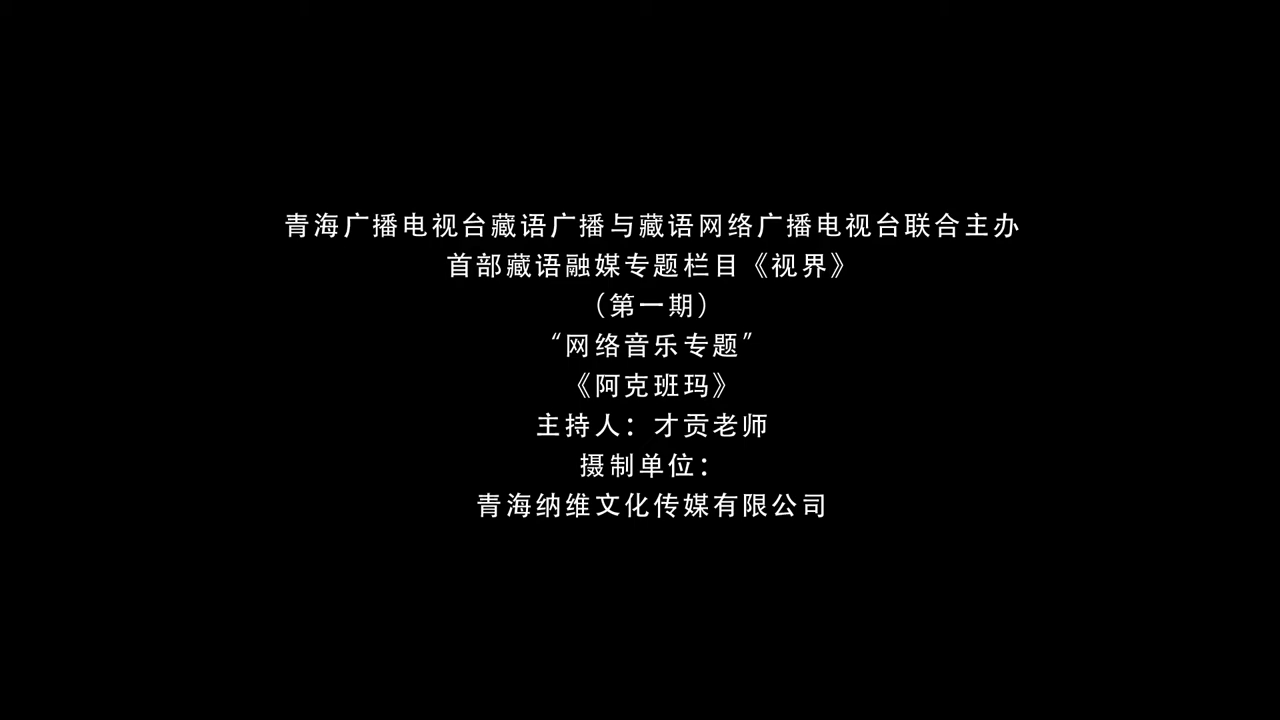 青海广播电视台藏语广播与藏语网络广播电视台联合主办
首部藏语融媒专题栏目《视界》
（第一期）
“网络音乐专题”
《阿克班玛》
主持人：才贡老师
摄制单位：
青海纳维文化传媒有限公司